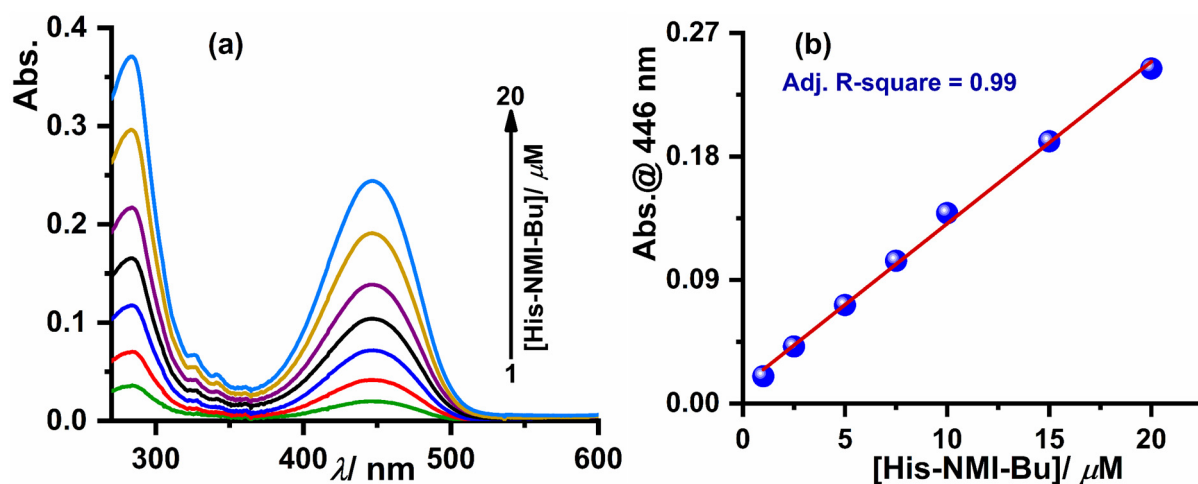 (a)
Abs.
0.4
0.3
0.2
0.1
0.0
300
400
500
600
λ/ nm
20
1
[His-NMI-Bu]/ μM
(b)
Adj. R-square = 0.99
Abs.@ 446 nm
0.27
0.18
0.09
0.00
0
5
10
15
20
[His-NMI-Bu]/ μM